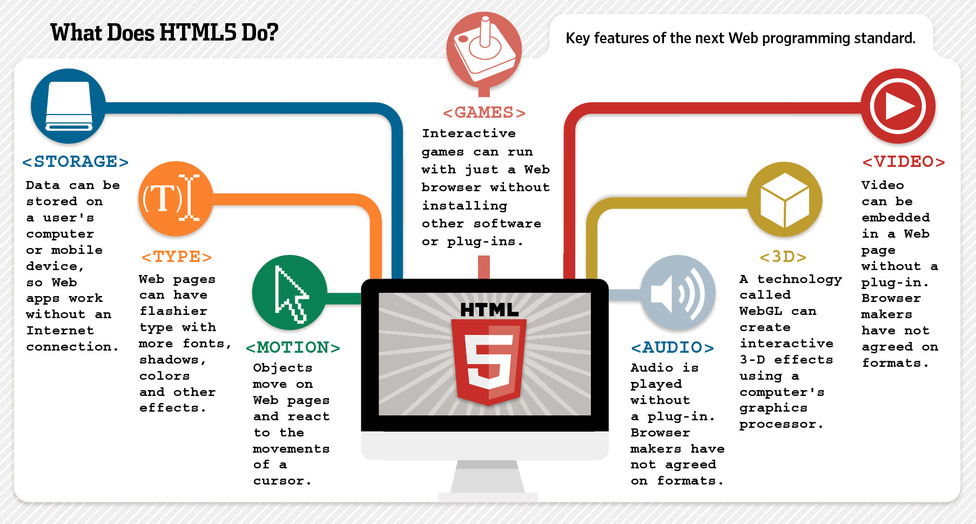 What Does HTML5 Do?
Key features of the next Web programming standard.
<STORAGE>
Data can be
stored on
a user's
computer
or mobile
device,
so Web
apps work
without an
Internet
connection.
(T)
<TYPE>
Web pages
can have
flashier
type with
more fonts,
shadows,
colors
and other
effects.
<MOTION>
Objects
move on
Web pages
and react
to the
movements
of a
cursor.
<GAMES>
Interactive
games can run
with just a Web
browser without
installing
other software
or plug-ins.
HTML
5
<AUDIO>
Audio is
played
without
a plug-in.
Browser
makers have
not agreed
on formats.
<3D>
A technology
called
WebGL can
create
interactive
3-D effects
using a
computer's
graphics
processor.
<VIDEO>
Video
can be
embedded
in a Web
page
without a
plug-in.
Browser
makers
have not
agreed on
formats.